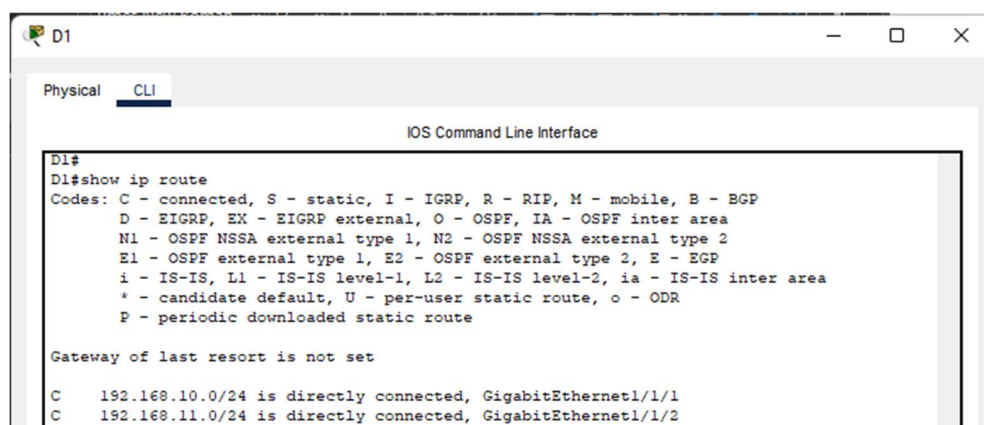 D1
Physical CLI
IOS Command Line Interface
D1#
D1#show ip route
Codes: C - connected, S - static, I - IGRP, R - RIP, M - mobile, B - BGP
D - EIGRP, EX - EIGRP external, O - OSPF, IA - OSPF inter area
N1 - OSPF NSSA external type 1, N2 - OSPF NSSA external type 2
E1 - OSPF external type 1, E2 - OSPF external type 2, E - EGP
i - IS-IS, L1 - IS-IS level-1, L2 - IS-IS level-2, ia - IS-IS inter area
* - candidate default, U - per-user static route, o - ODR
P - periodic downloaded static route
Gateway of last resort is not set
C 192.168.10.0/24 is directly connected, GigabitEthernet1/1/1
C 192.168.11.0/24 is directly connected, GigabitEthernet1/1/2